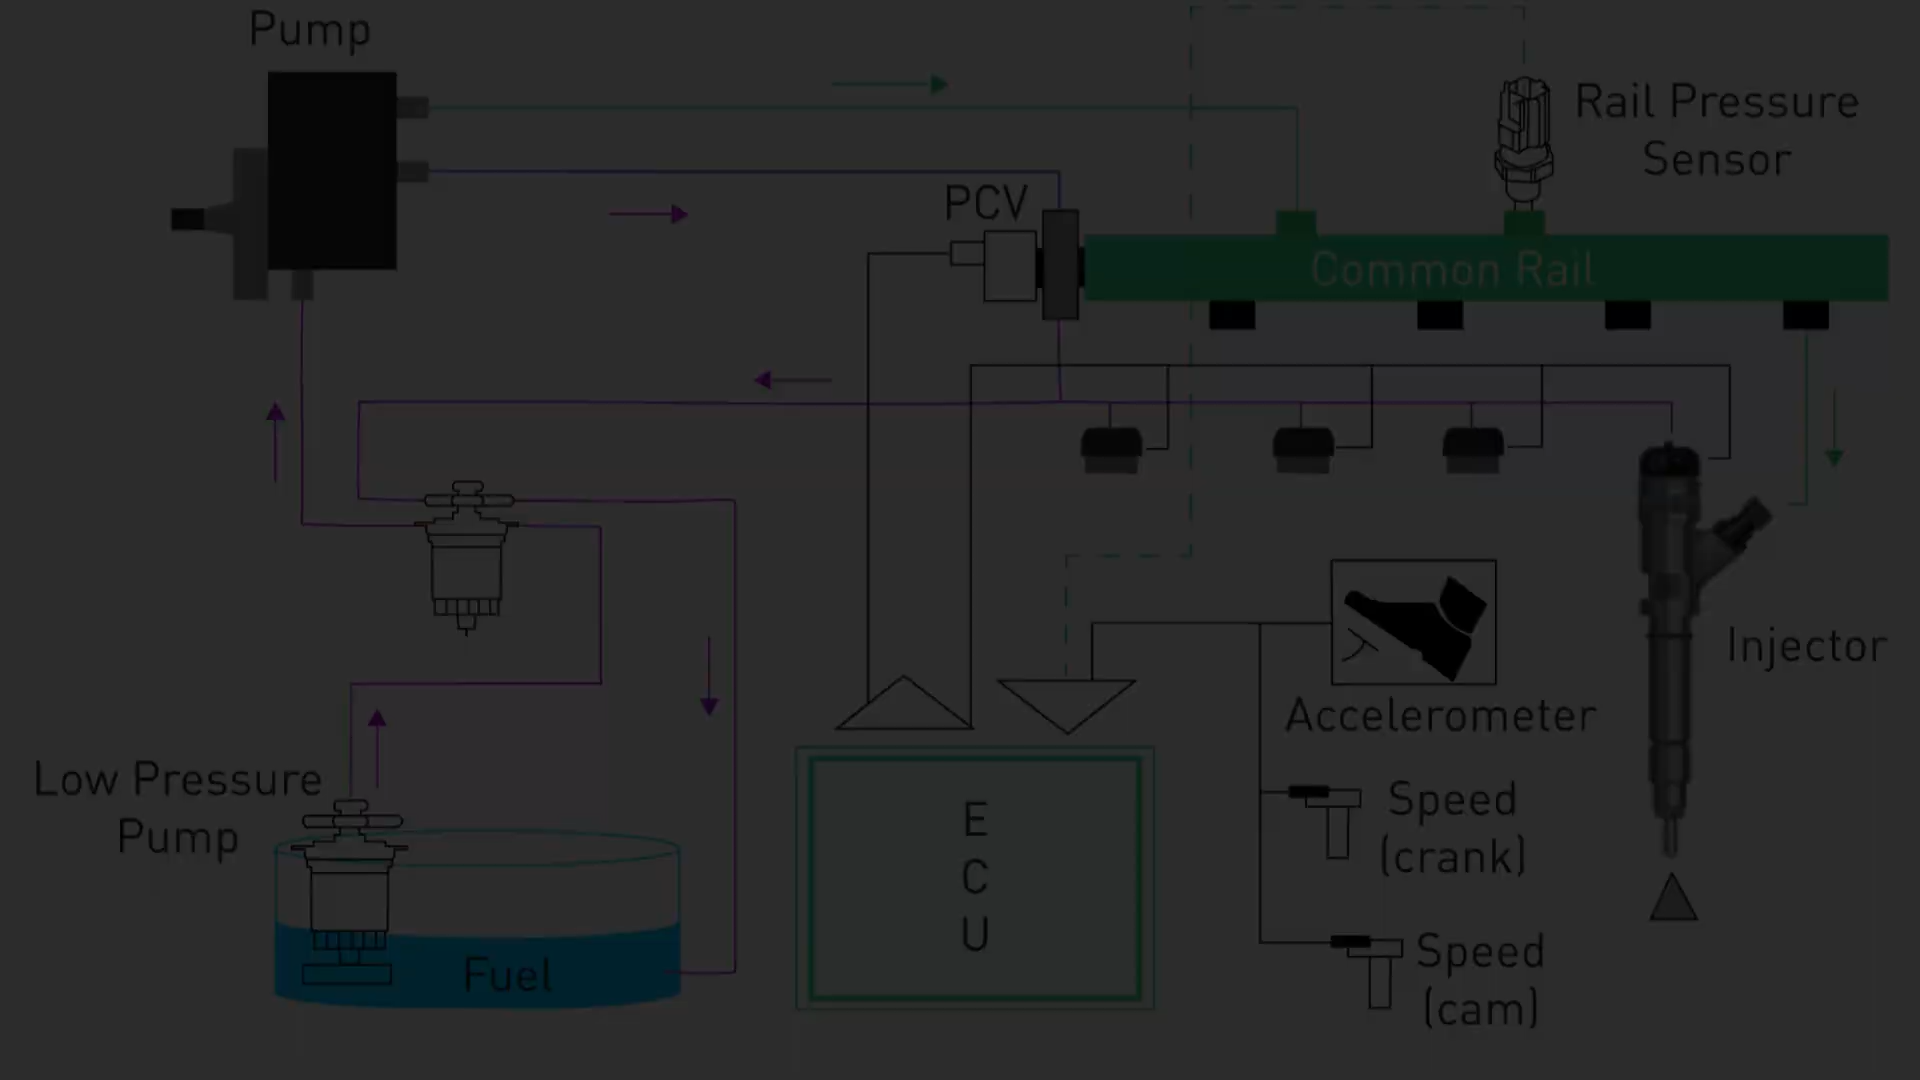 Pump
Rail Pressure
Sensor
PCV
Common Rail
Injector
Accelerometer
Low Pressure
Pump
Speed
(crank)
E
C
U
Fuel
Speed
(cam)